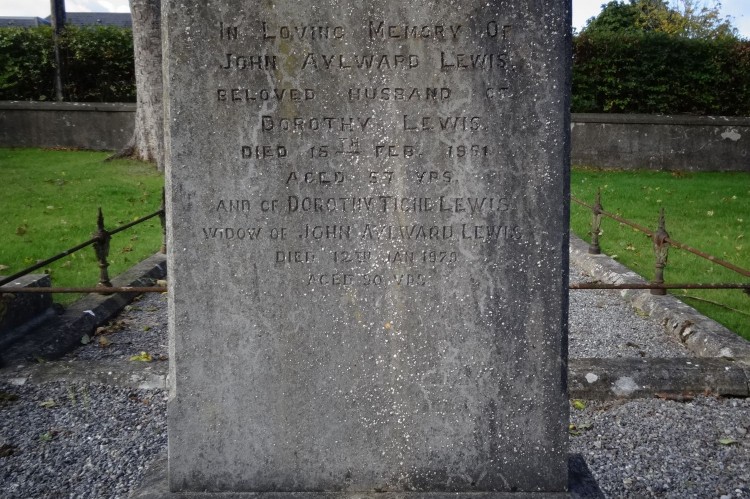 In Loving Memory Of
John Aylward Lewis
BELOVED HUSBAND OF
DOROTHY LEWIS
DIED 15TH FEB. 1961
AGED 57 YRS.
AND OF DOROTHY TIGHE LEWIS
WIDOW OF JOHN AYLWARD LEWIS
DIED 12TH JAN 1979
AGED 90 YRS